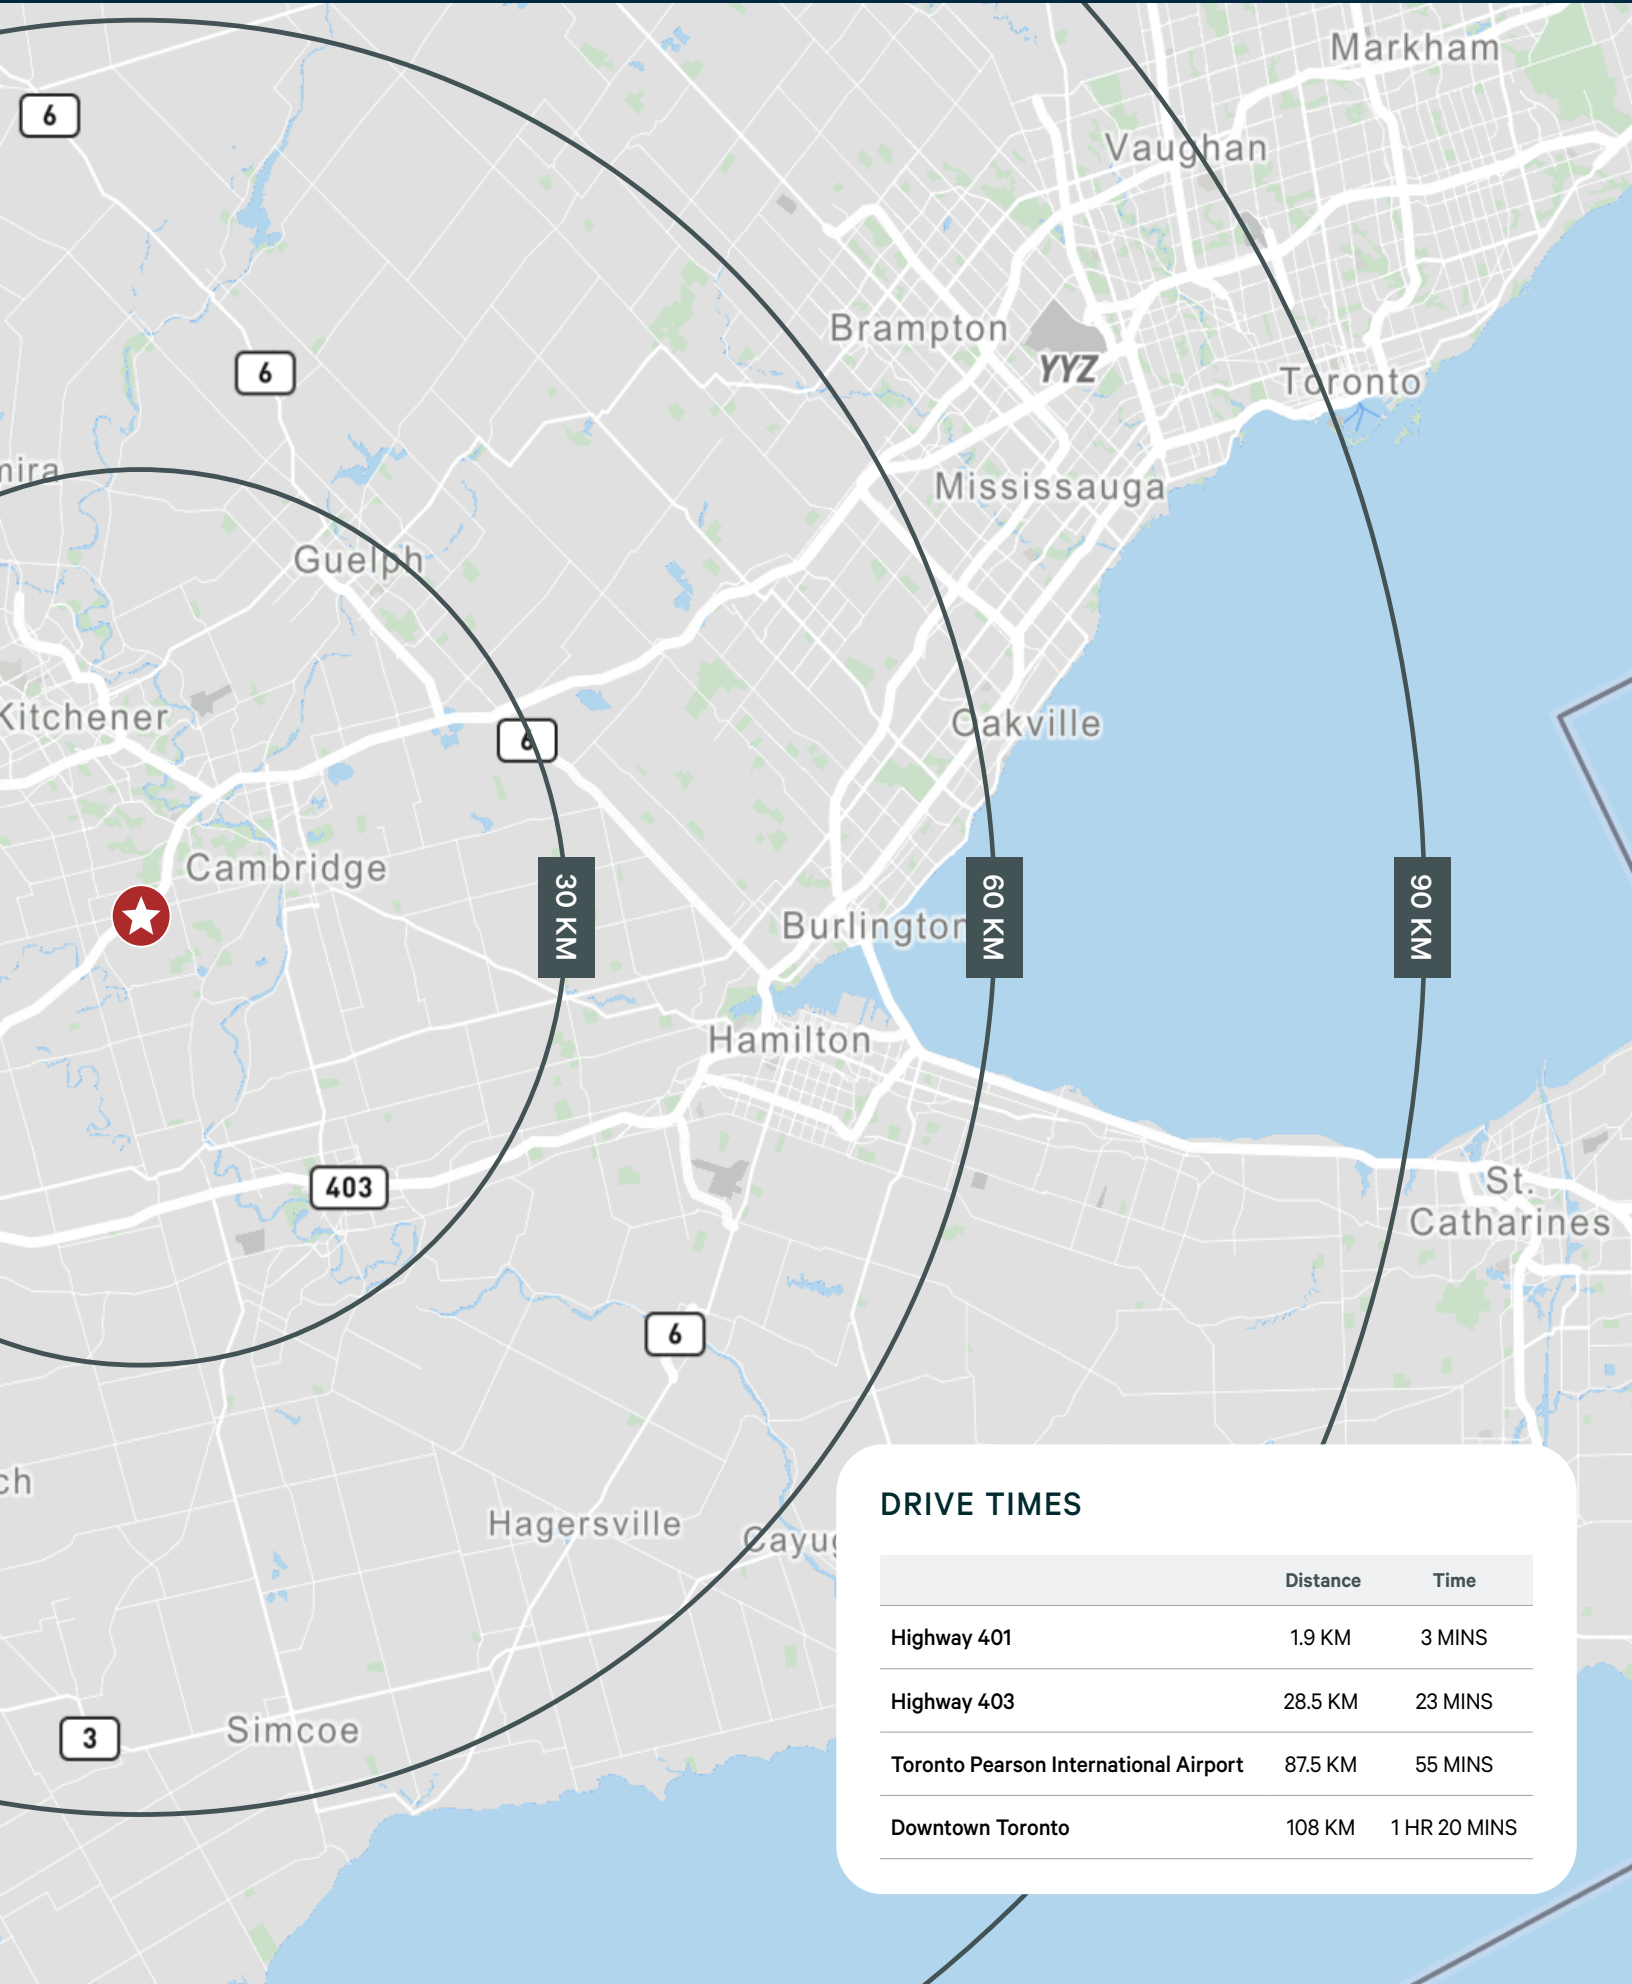 Markham
6
Vaughan
Brampton
6
YYZ
Toronto
mira
Mississauga
Guelph
Kitchener
Oakville
6
Cambridge
30 KM
60 KM
90 KM
Burlington
Hamilton
403
St.
Catharines
6
ch
Hagersville
Cayug
3
Simcoe
DRIVE TIMES
Distance Time
Highway 401 1.9 KM 3 MINS
Highway 403 28.5 KM 23 MINS
Toronto Pearson International Airport 87.5 KM 55 MINS
Downtown Toronto 108 KM 1 HR 20 MINS